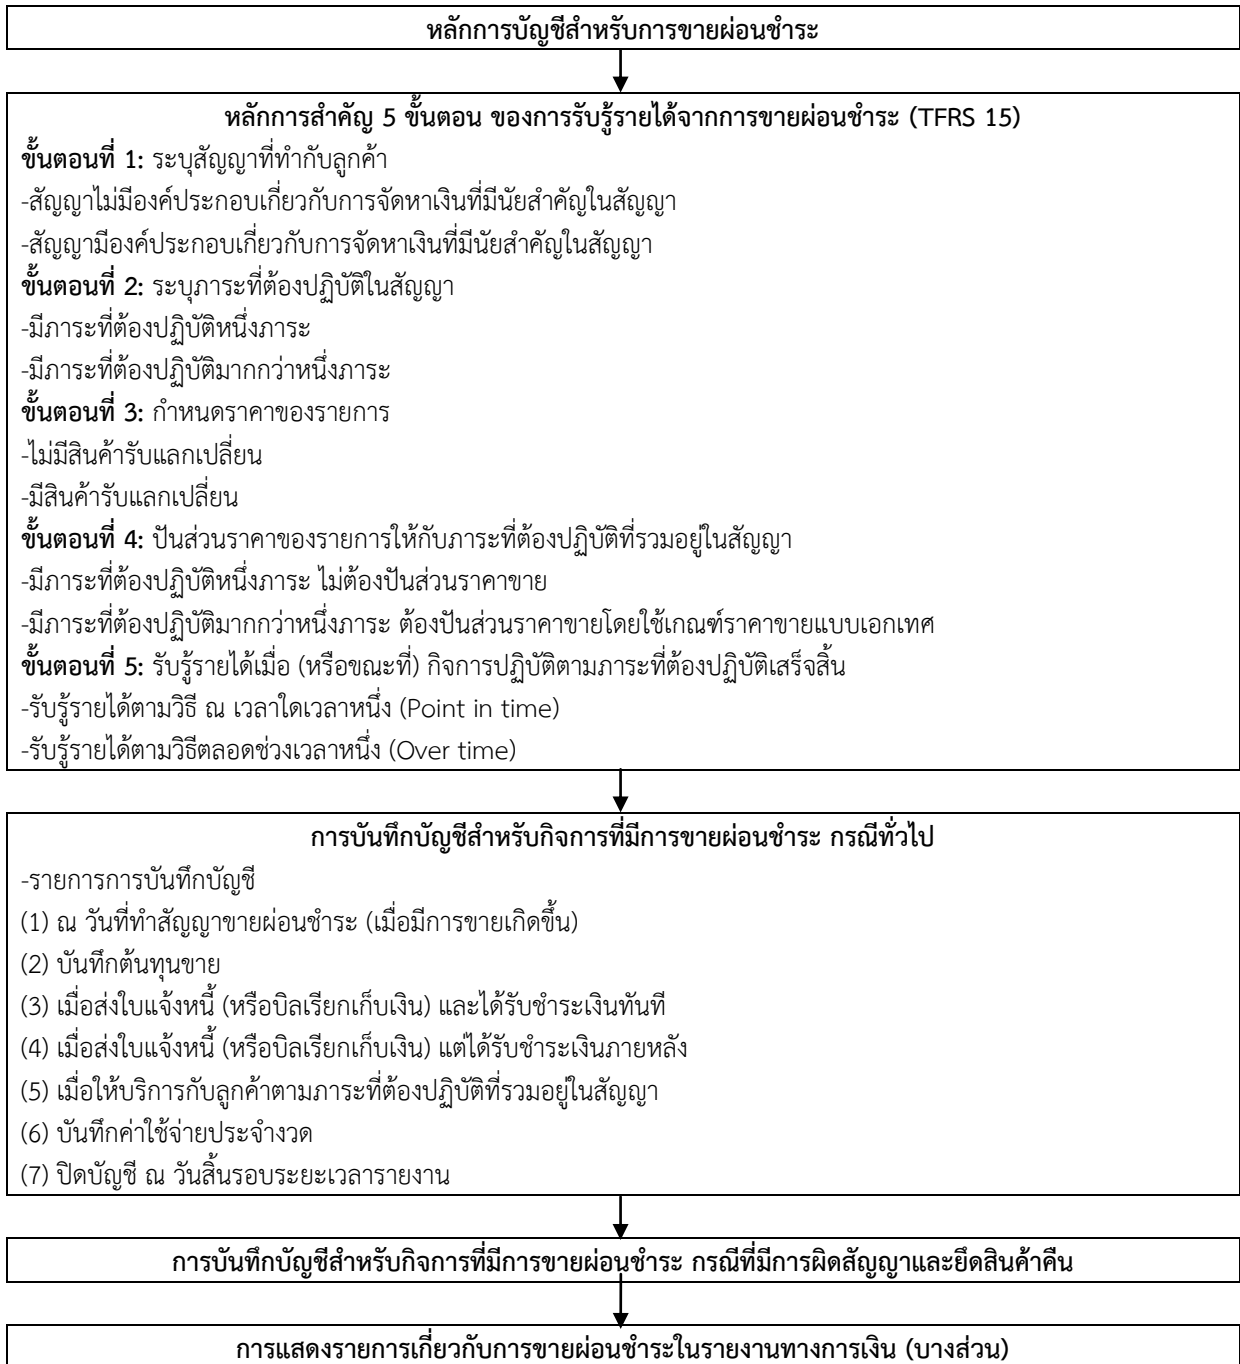 หลักการบัญชีสำหรับการขายผ่อนชำระ
หลักการสำคัญ 5 ขั้นตอน ของการรับรู้รายได้จากการขายผ่อนชำระ (TFRS 15)
ขั้นตอนที่ 1: ระบุสัญญาที่ทำกับลูกค้า
-สัญญาไม่มีองค์ประกอบเกี่ยวกับการจัดหาเงินที่มีนัยสำคัญในสัญญา
-สัญญามีองค์ประกอบเกี่ยวกับการจัดหาเงินที่มีนัยสำคัญในสัญญา
ขั้นตอนที่ 2: ระบุภาระที่ต้องปฏิบัติในสัญญา
-มีภาระที่ต้องปฏิบัติหนึ่งภาระ
-มีภาระที่ต้องปฏิบัติมากกว่าหนึ่งภาระ
ขั้นตอนที่ 3: กำหนดราคาของรายการ
-ไม่มีสินค้ารับแลกเปลี่ยน
-มีสินค้ารับแลกเปลี่ยน
ขั้นตอนที่ 4: ปันส่วนราคาของรายการให้กับภาระที่ต้องปฏิบัติที่รวมอยู่ในสัญญา
-มีภาระที่ต้องปฏิบัติหนึ่งภาระ ไม่ต้องปันส่วนราคาขาย
-มีภาระที่ต้องปฏิบัติมากกว่าหนึ่งภาระ ต้องปันส่วนราคาขายโดยใช้เกณฑ์ราคาขายแบบเอกเทศ
ขั้นตอนที่ 5: รับรู้รายได้เมื่อ (หรือขณะที่) กิจการปฏิบัติตามภาระที่ต้องปฏิบัติเสร็จสิ้น
-รับรู้รายได้ตามวิธี ณ เวลาใดเวลาหนึ่ง (Point in time)
-รับรู้รายได้ตามวิธีตลอดช่วงเวลาหนึ่ง (Over time)
การบันทึกบัญชีสำหรับกิจการที่มีการขายผ่อนชำระ กรณีทั่วไป
-รายการการบันทึกบัญชี
(1) ณ วันที่ทำสัญญาขายผ่อนชำระ (เมื่อมีการขายเกิดขึ้น)
(2) บันทึกต้นทุนขาย
(3) เมื่อส่งใบแจ้งหนี้ (หรือบิลเรียกเก็บเงิน) และได้รับชำระเงินทันที
(4) เมื่อส่งใบแจ้งหนี้ (หรือบิลเรียกเก็บเงิน) แต่ได้รับชำระเงินภายหลัง
(5) เมื่อให้บริการกับลูกค้าตามภาระที่ต้องปฏิบัติที่รวมอยู่ในสัญญา
(6) บันทึกค่าใช้จ่ายประจำงวด
(7) ปิดบัญชี ณ วันสิ้นรอบระยะเวลารายงาน
การบันทึกบัญชีสำหรับกิจการที่มีการขายผ่อนชำระ กรณีที่มีการผิดสัญญาและยึดสินค้าคืน
การแสดงรายการเกี่ยวกับการขายผ่อนชำระในรายงานทางการเงิน (บางส่วน)